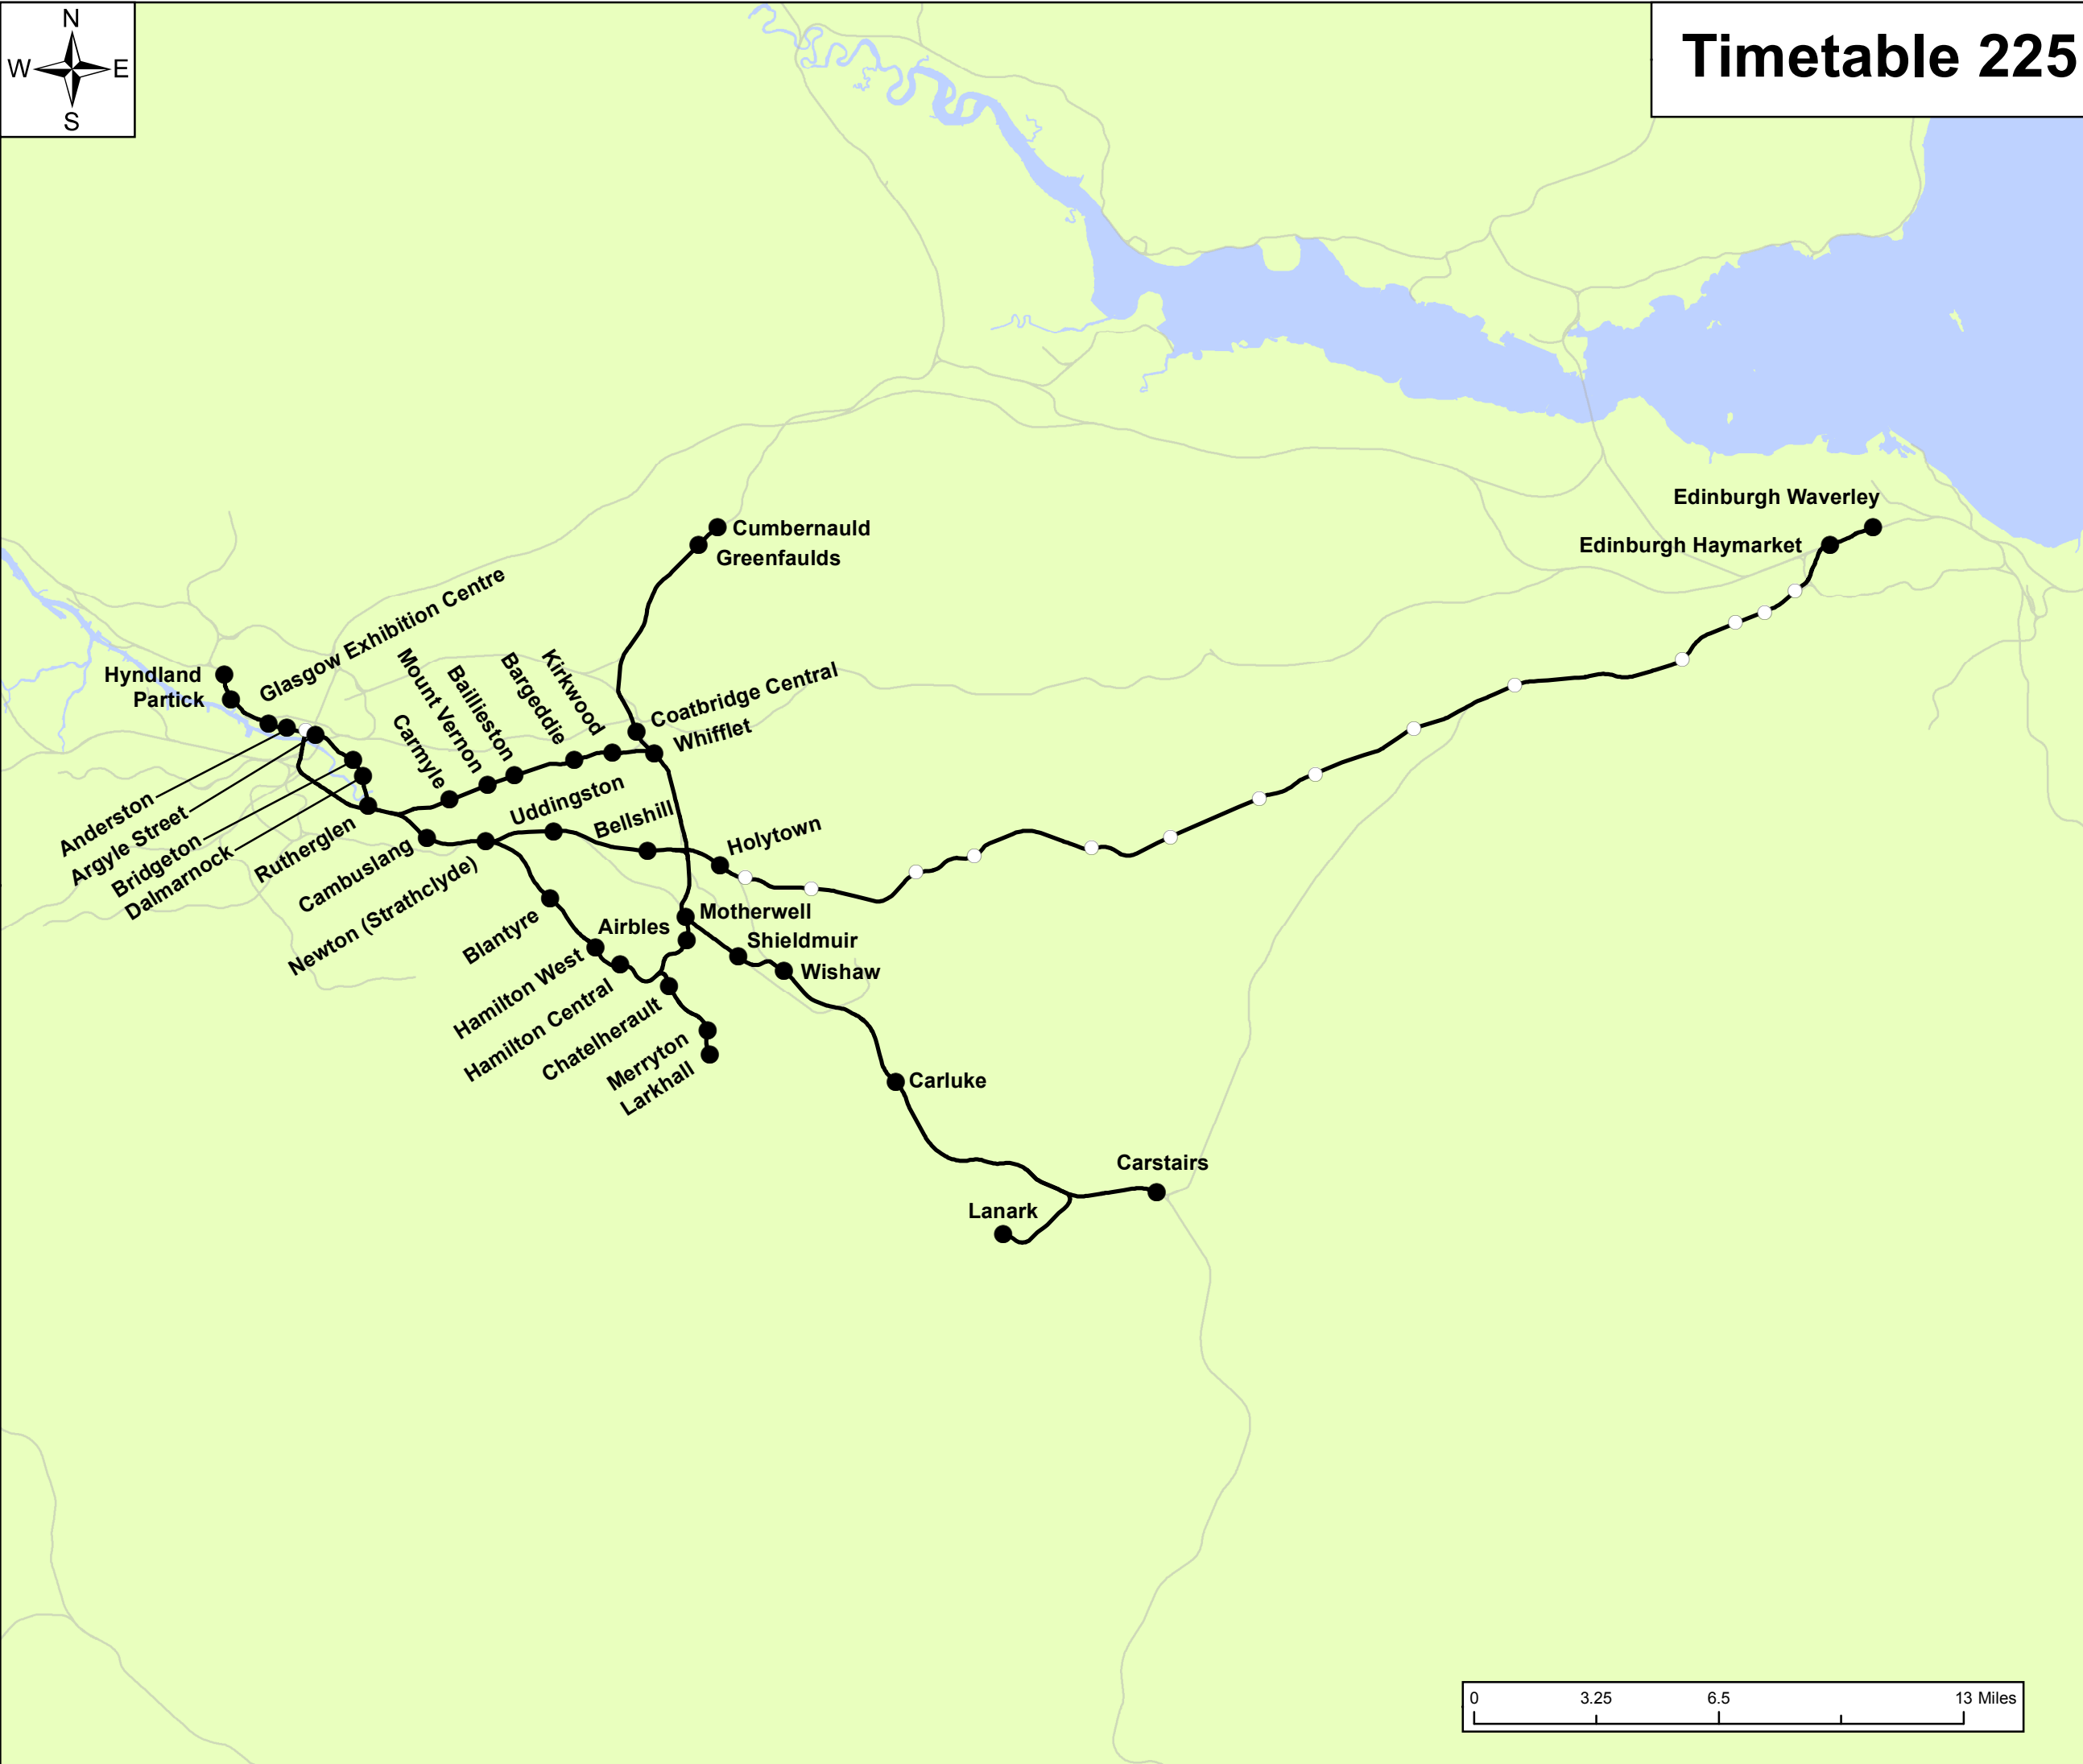 N
W E
S
Timetable 225
Edinburgh Waverley
Edinburgh Haymarket
Cumbernauld
Greenfaulds
Glasgow Exhibition Centre
Hyndland
Partick
Carmyle
Mount Vernon
Baillieston
Bargeddie
Kirkwood
Coatbridge Central
Whifflet
Anderston
Argyle Street
Bridgeton
Dalmarnock
Rutherglen
Cambuslang
Newton (Strathclyde)
Uddingston
Bellshill
Holytown
Blantyre
Hamilton West
Hamilton Central
Airbles
Motherwell
Shieldmuir
Wishaw
Chatelherault
Merryton
Larkhall
Carluke
Carstairs
Lanark
0 3.25 6.5 13 Miles